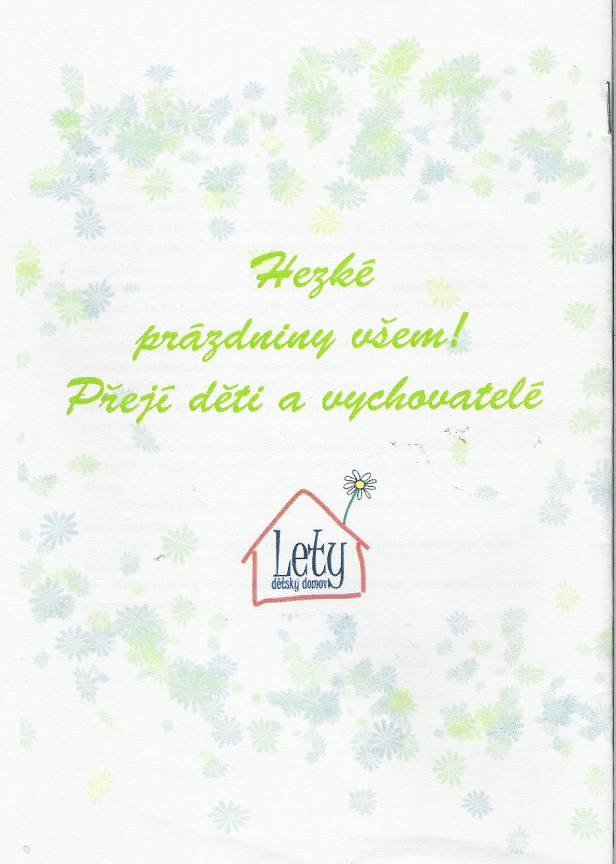 Hezké
prázdniny všem!
Přejí děti a vychovatelé
Lety
dětský domov